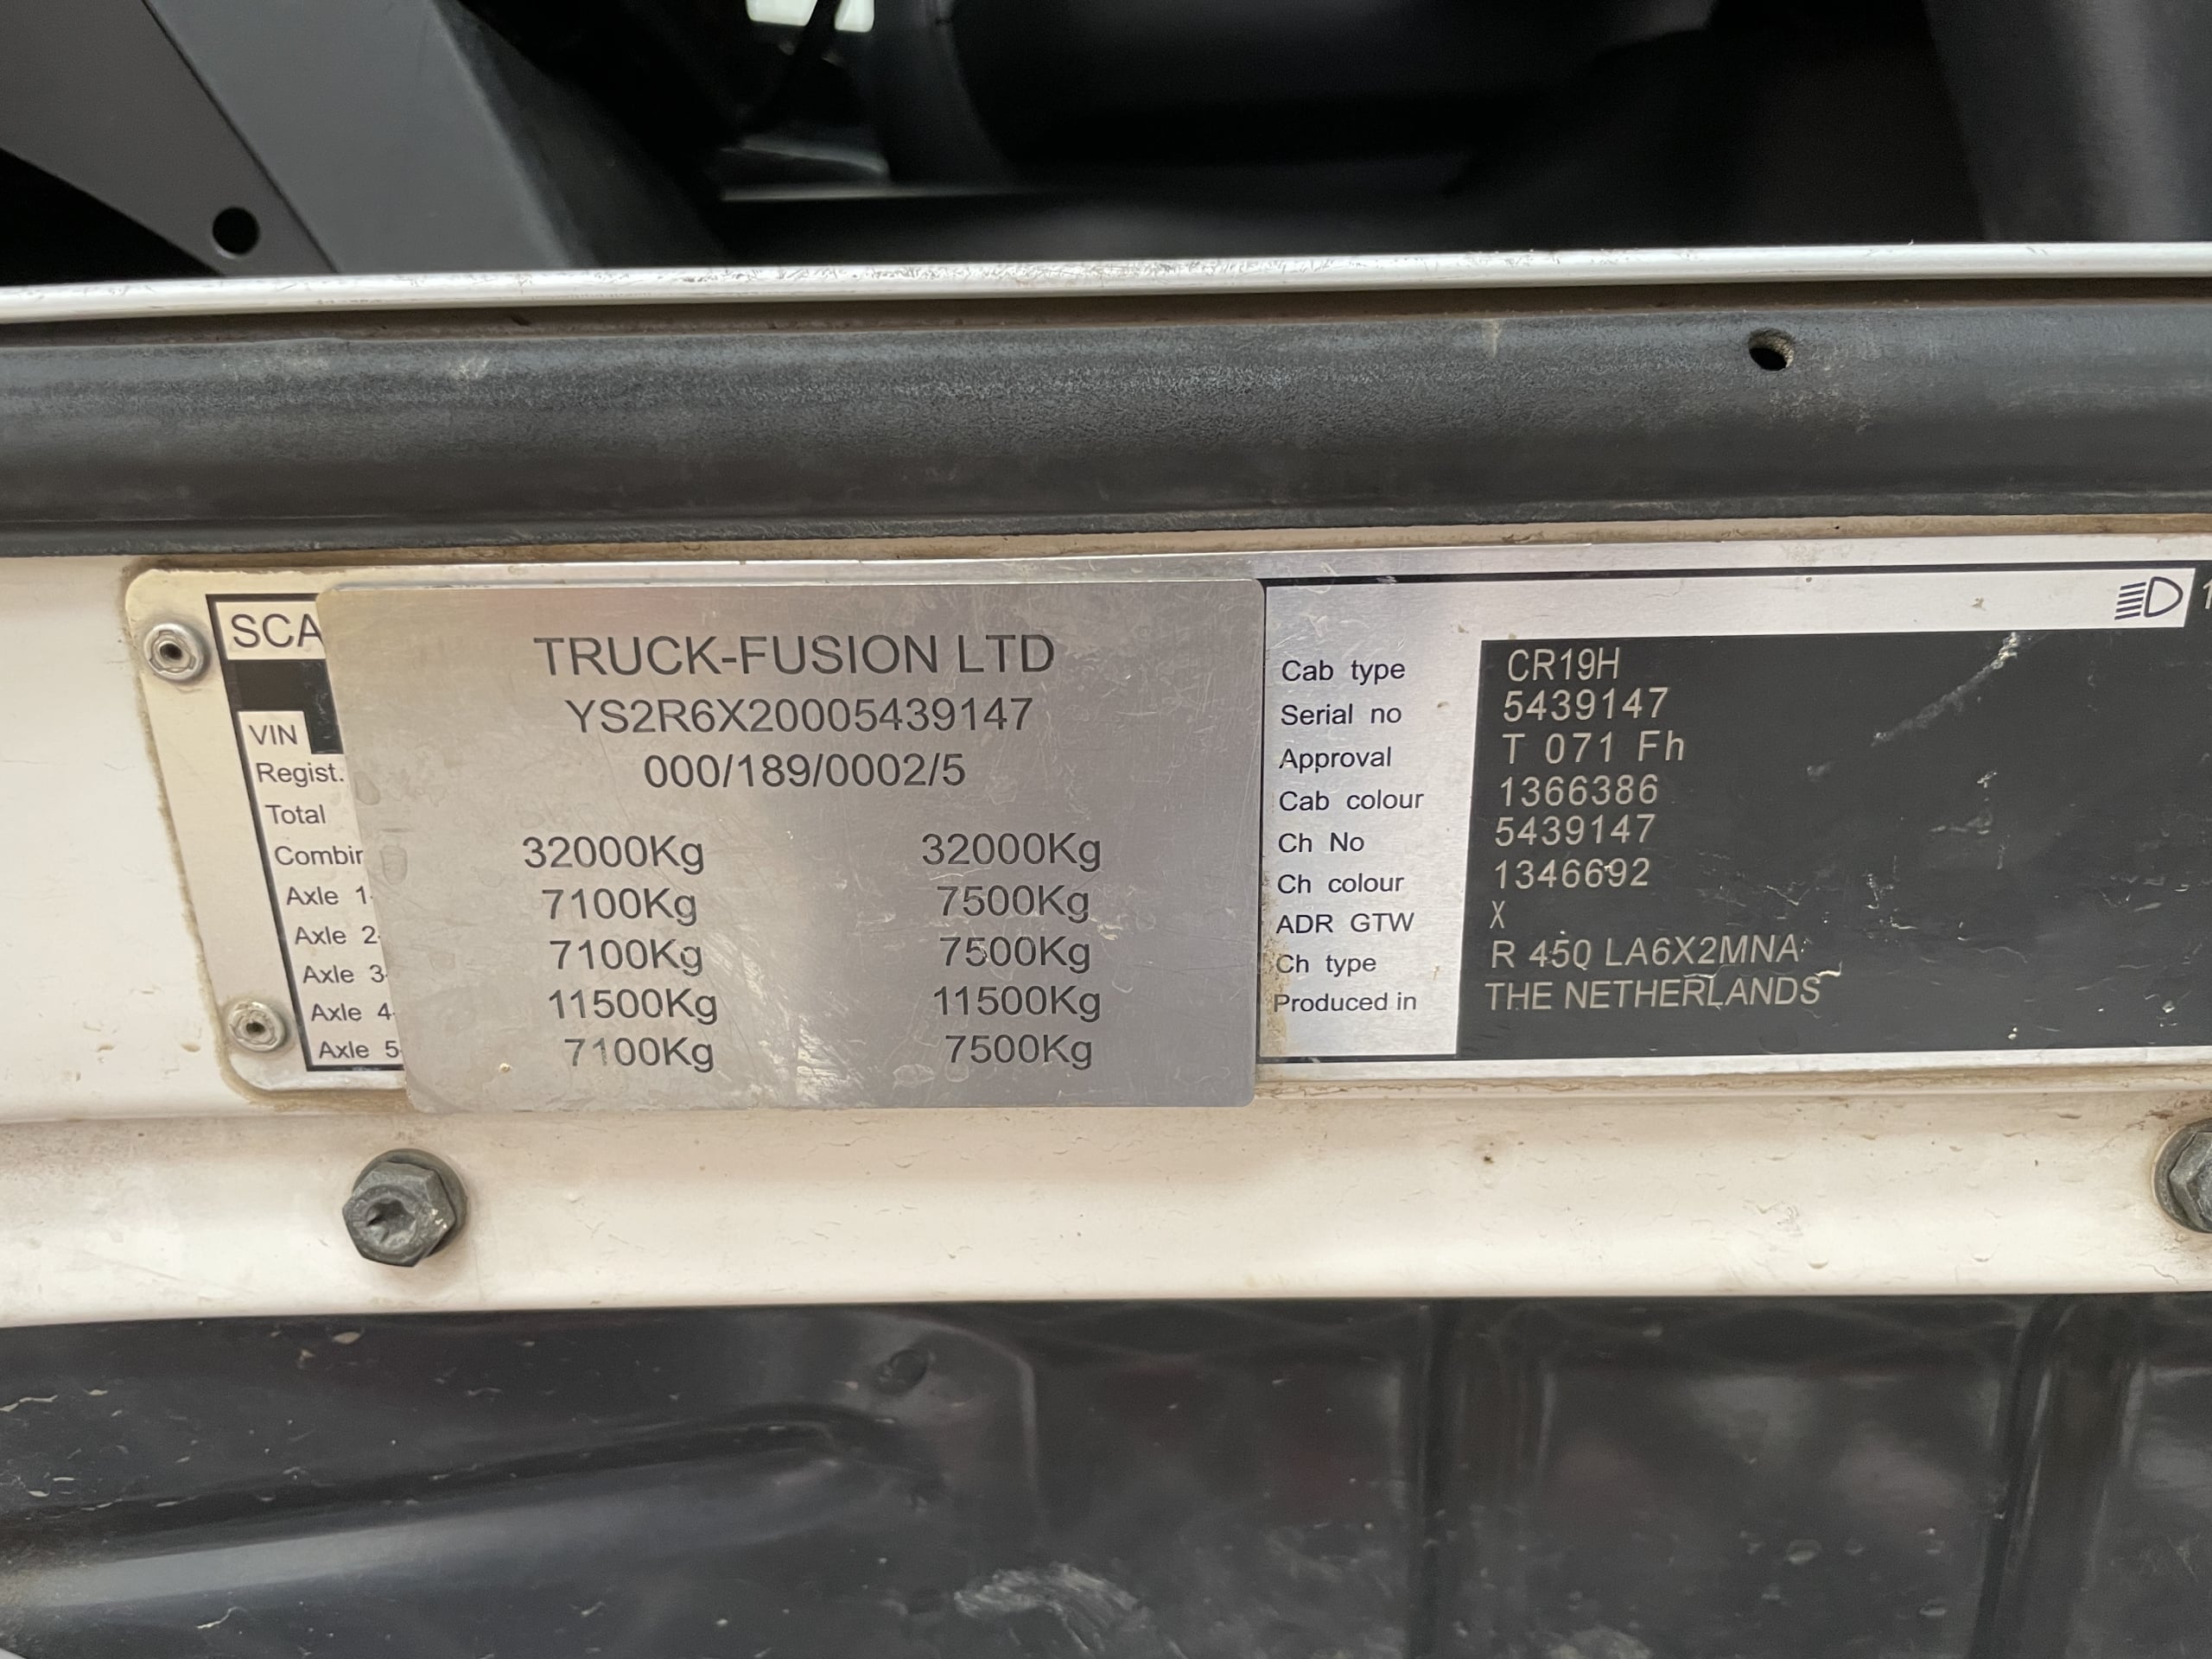 SCA
VIN
Regist.
Total
Combin
Axle 1-
Axle 2-
Axle 3-
Axle 4-
Axle 5-
TRUCK-FUSION LTD
YS2R6X20005439147
000/189/0002/5
32000Kg 32000Kg
7100Kg 7500Kg
7100Kg 7500Kg
11500Kg 11500Kg
7100Kg 7500Kg
Cab type CR19H
Serial no 5439147
Approval T 071 Fh
Cab colour 1366386
Ch No 5439147
Ch colour 1346692
ADR GTW X
Ch type R 450 LA6X2MNA
Produced in THE NETHERLANDS